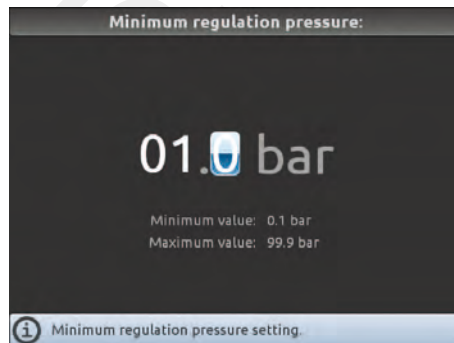 Minimum regulation pressure:
01.0 bar
Minimum value: 0.1 bar
Maximum value: 99.9 bar
Minimum regulation pressure setting.